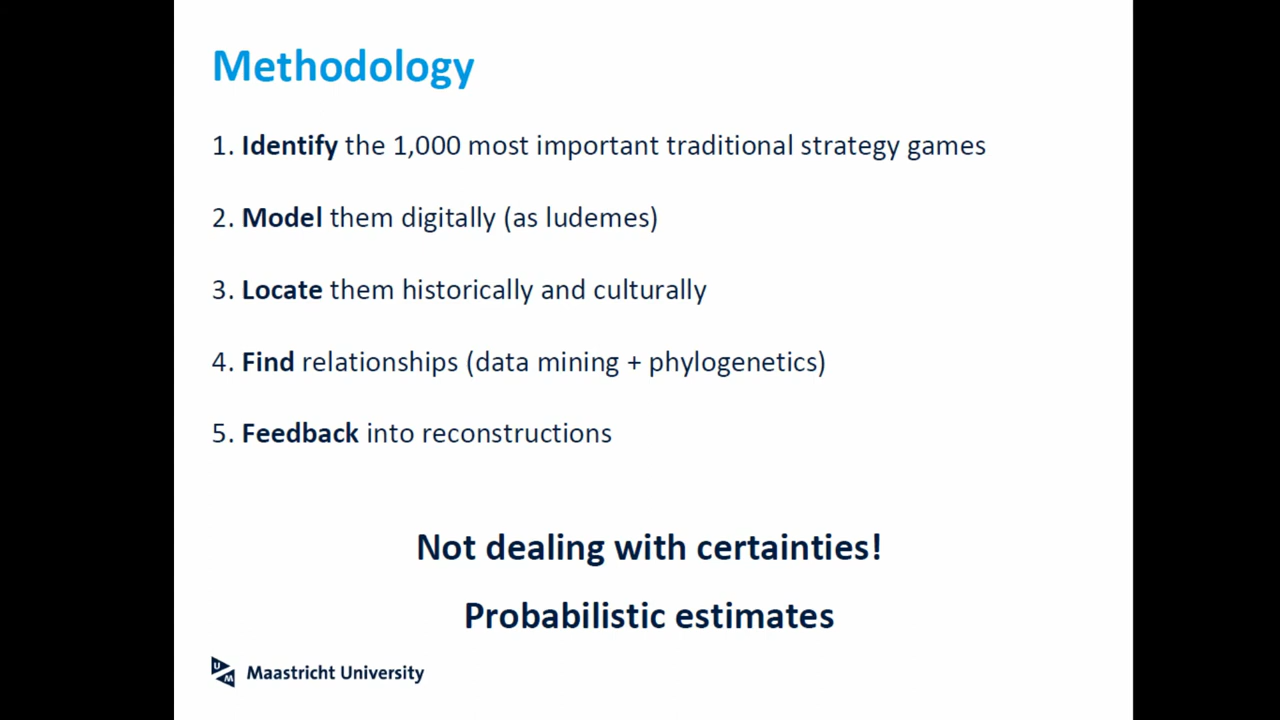 Methodology
1. Identify the 1,000 most important traditional strategy games
2. Model them digitally (as ludemes)
3. Locate them historically and culturally
4. Find relationships (data mining + phylogenetics)
5. Feedback into reconstructions
Not dealing with certainties!
Probabilistic estimates
UM Maastricht University